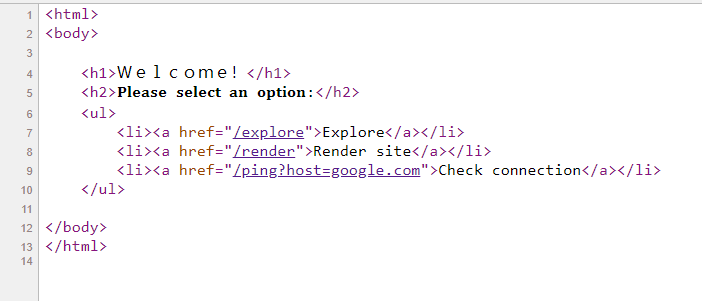 1 <html>
2 <body>
3
4 <h1>Welcome! </h1>
5 <h2>Please select an option:</h2>
6 <ul>
7 <li><a href="/explore">Explore</a></li>
8 <li><a href="/render">Render site</a></li>
9 <li><a href="/ping?host=google.com">Check connection</a></li>
10 </ul>
11
12 </body>
13 </html>
14